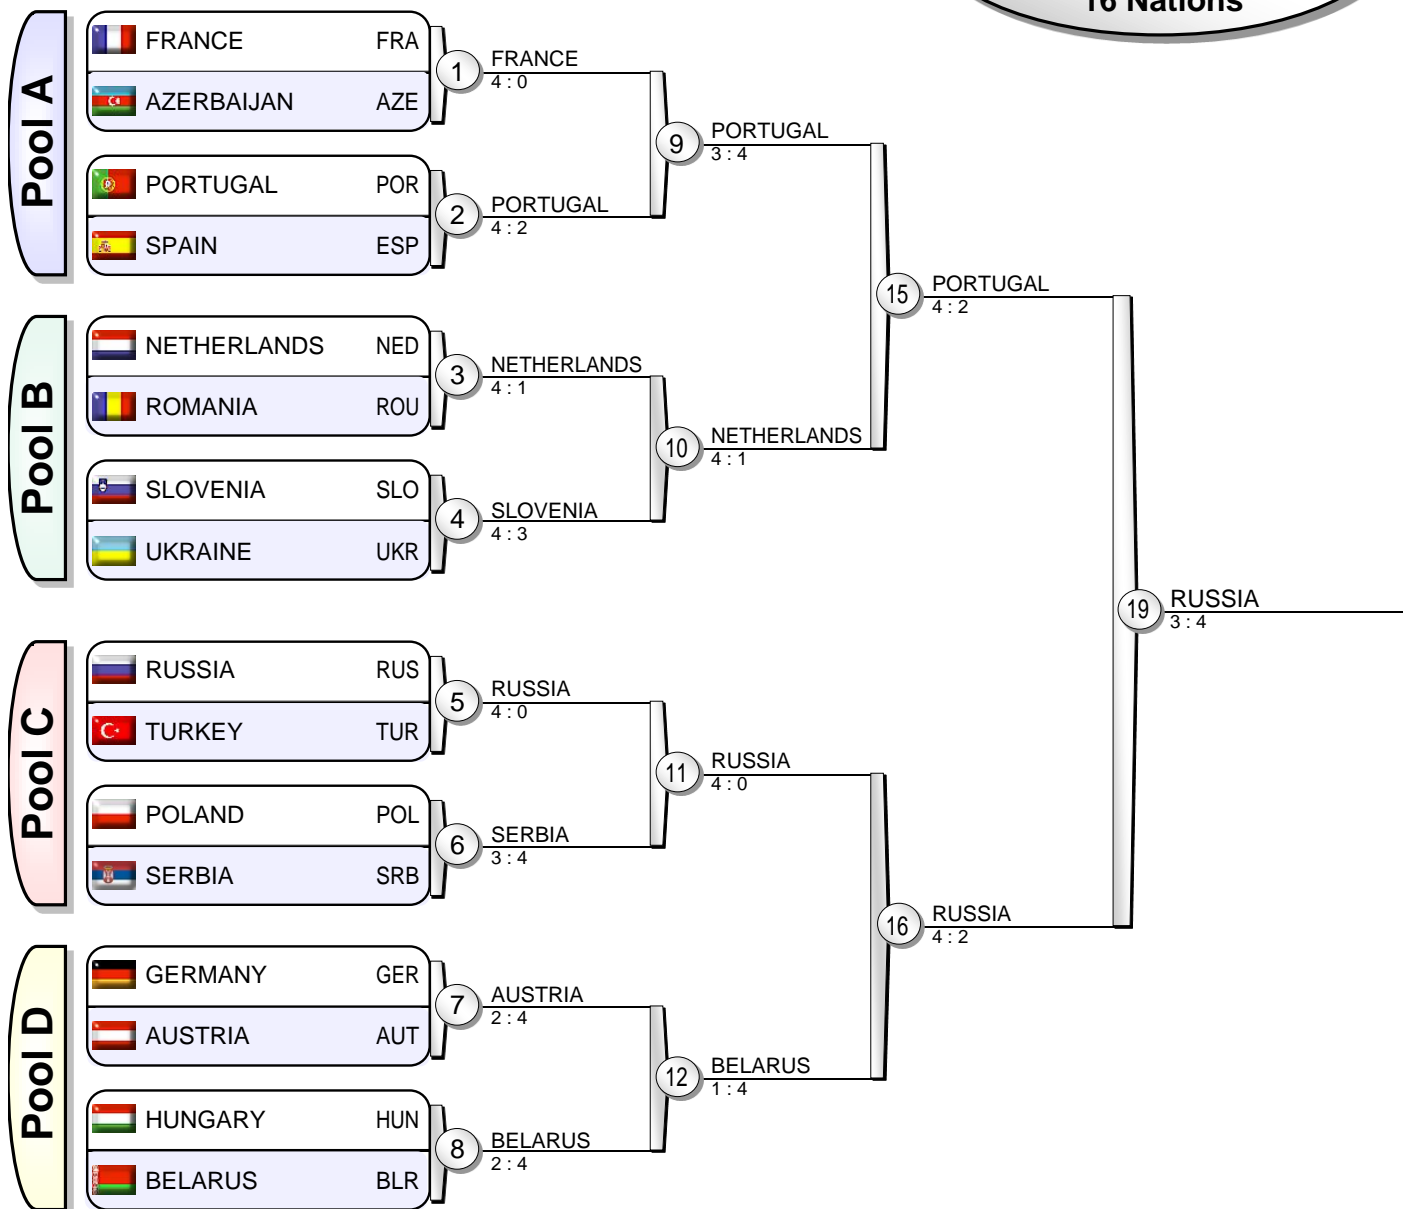 16 Nations
Pool A
FRANCE FRA
AZERBAIJAN AZE
PORTUGAL POR
SPAIN ESP
1 FRANCE
4 : 0
2 PORTUGAL
4 : 2
9 PORTUGAL
3 : 4
Pool B
NETHERLANDS NED
ROMANIA ROU
SLOVENIA SLO
UKRAINE UKR
3 NETHERLANDS
4 : 1
4 SLOVENIA
4 : 3
10 NETHERLANDS
4 : 1
15 PORTUGAL
4 : 2
Pool C
RUSSIA RUS
TURKEY TUR
POLAND POL
SERBIA SRB
5 RUSSIA
4 : 0
6 SERBIA
3 : 4
11 RUSSIA
4 : 0
Pool D
GERMANY GER
AUSTRIA AUT
HUNGARY HUN
BELARUS BLR
7 AUSTRIA
2 : 4
8 BELARUS
2 : 4
12 BELARUS
1 : 4
16 RUSSIA
4 : 2
19 RUSSIA
3 : 4